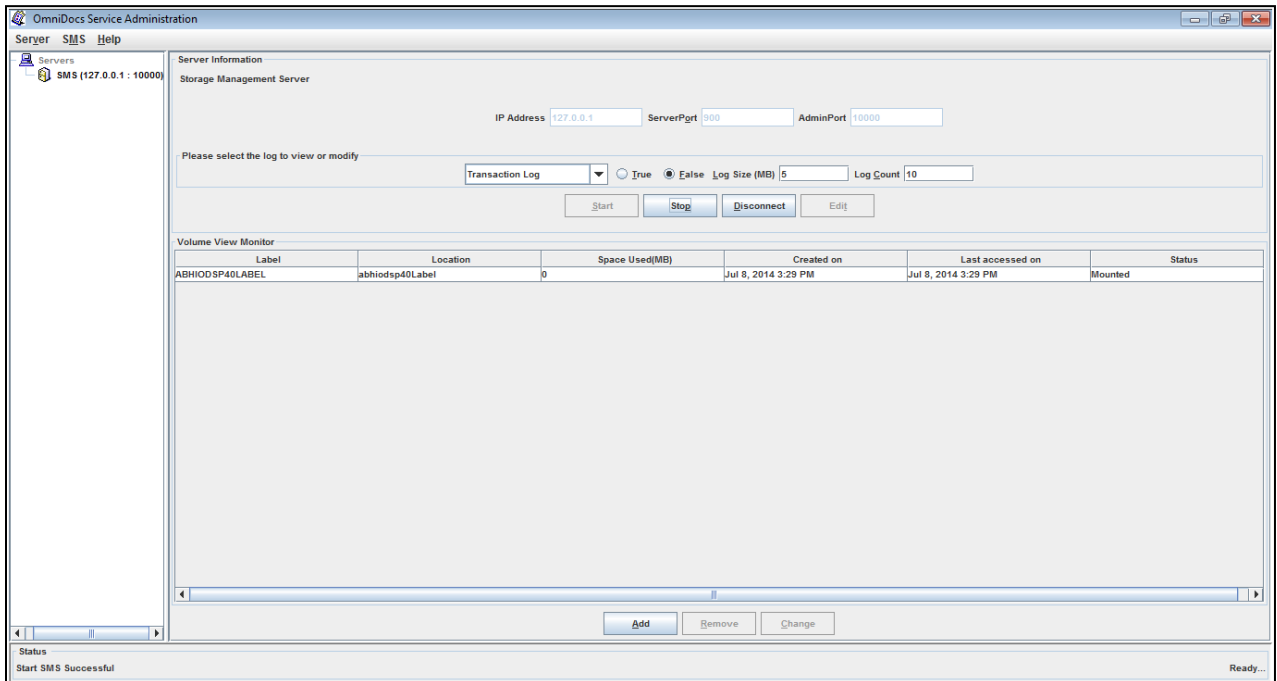 OmniDocs Service Administration
Server SMS Help
Servers
SMS (127.0.0.1 : 10000)
Server Information
Storage Management Server
IP Address 127.0.0.1 ServerPort 900 AdminPort 10000
Please select the log to view or modify
Transaction Log True False Log Size (MB) 5 Log Count 10
Start Stop Disconnect Edit
Volume View Monitor
Label Location Space Used(MB) Created on Last accessed on Status
ABHIODSP40LABEL abhiodsp40Label 0 Jul 8, 2014 3:29 PM Jul 8, 2014 3:29 PM Mounted
Add Remove Change
Status
Start SMS Successful Ready...